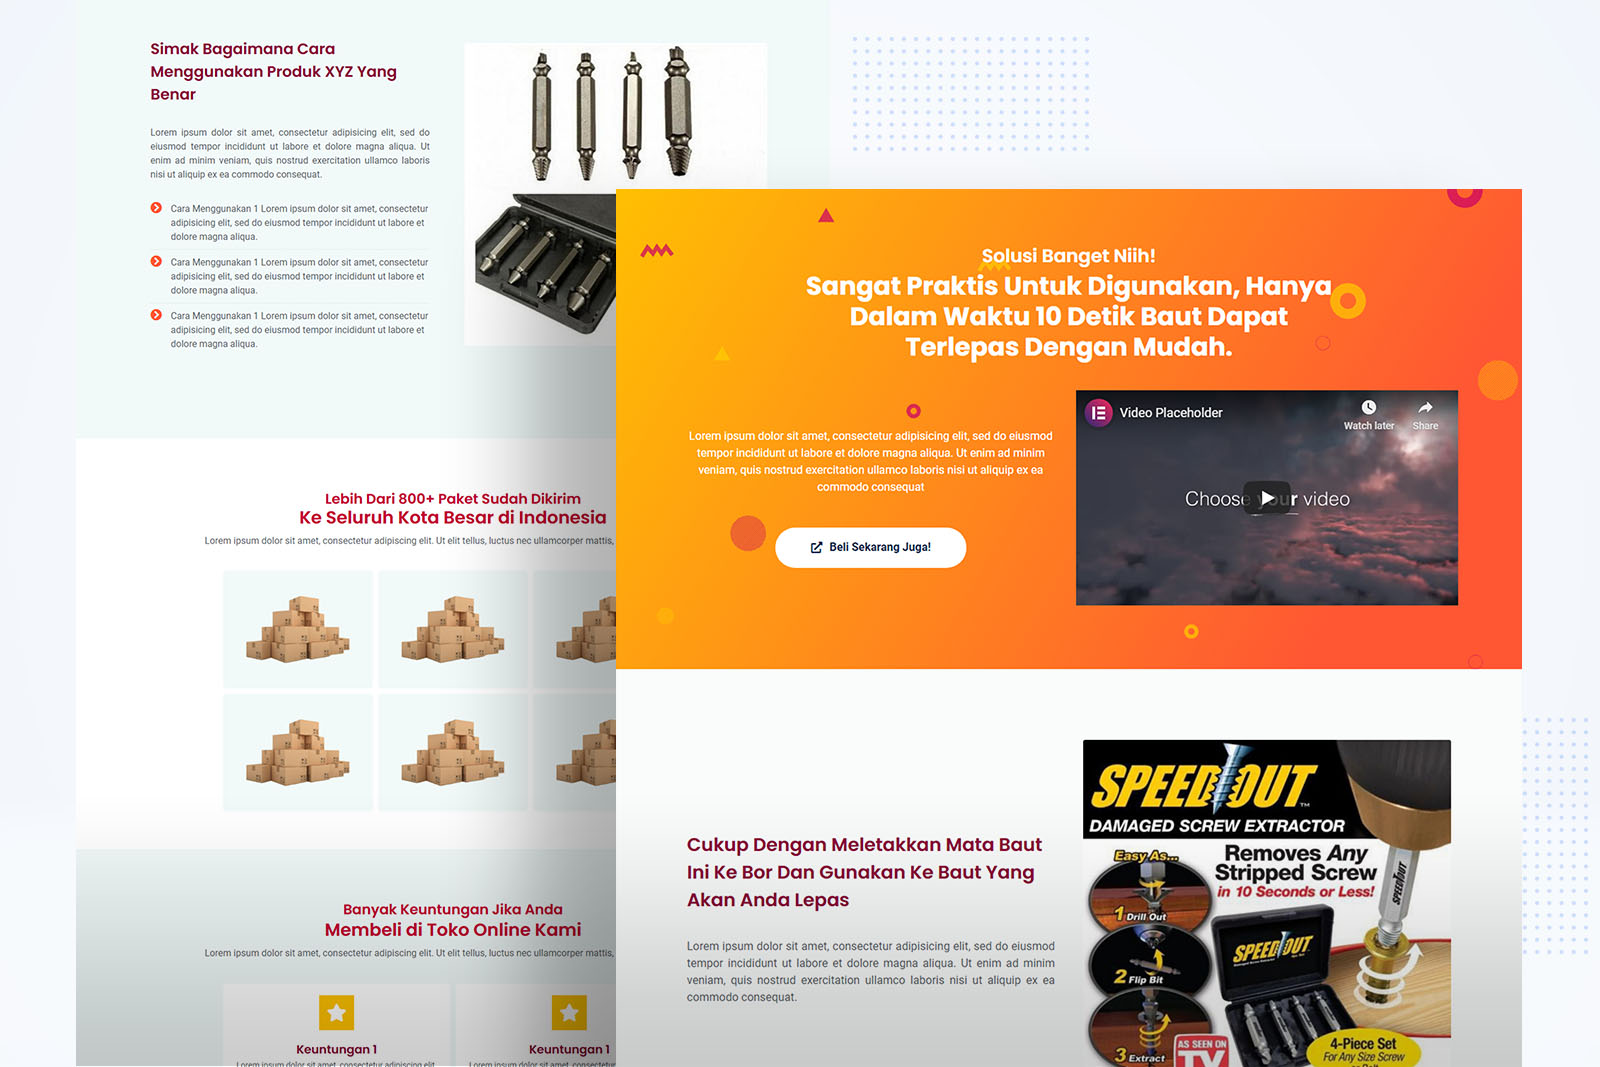 Simak Bagaimana Cara
Menggunakan Produk XYZ Yang
Benar
Lorem ipsum dolor sit amet, consectetur adipisicing elit, sed do
eiusmod tempor incididunt ut labore et dolore magna aliqua. Ut
enim ad minim veniam, quis nostrud exercitation ullamco laboris
nisi ut aliquip ex ea commodo consequat.
Cara Menggunakan 1 Lorem ipsum dolor sit amet, consectetur
adipisicing elit, sed do eiusmod tempor incididunt ut labore et
dolore magna aliqua.
Cara Menggunakan 1 Lorem ipsum dolor sit amet, consectetur
adipisicing elit, sed do eiusmod tempor incididunt ut labore et
dolore magna aliqua.
Cara Menggunakan 1 Lorem ipsum dolor sit amet, consectetur
adipisicing elit, sed do eiusmod tempor incididunt ut labore et
dolore magna aliqua.
Lebih Dari 800+ Paket Sudah Dikirim
Ke Seluruh Kota Besar di Indonesia
Lorem ipsum dolor sit amet, consectetur adipiscing elit. Ut elit tellus, luctus nec ullamcorper mattis,
Banyak Keuntungan Jika Anda
Membeli di Toko Online Kami
Lorem ipsum dolor sit amet, consectetur adipiscing elit. Ut elit tellus, luctus nec ullamcorper mattis,
Keuntungan 1
Lorem ipsum dolor sit amet, consectetur adipiscing elit,
Keuntungan 1
Lorem ipsum dolor sit amet, consectetur
Solusi Banget Niih!
Sangat Praktis Untuk Digunakan, Hanya
Dalam Waktu 10 Detik Baut Dapat
Terlepas Dengan Mudah.
Lorem ipsum dolor sit amet, consectetur adipisicing elit, sed do eiusmod
tempor incididunt ut labore et dolore magna aliqua. Ut enim ad minim
veniam, quis nostrud exercitation ullamco laboris nisi ut aliquip ex ea
commodo consequat
Beli Sekarang Juga!
Video Placeholder
Watch later
Share
Choose your video
Cukup Dengan Meletakkan Mata Baut
Ini Ke Bor Dan Gunakan Ke Baut Yang
Akan Anda Lepas
Lorem ipsum dolor sit amet, consectetur adipisicing elit, sed do eiusmod
tempor incididunt ut labore et dolore magna aliqua. Ut enim ad minim
veniam, quis nostrud exercitation ullamco laboris nisi ut aliquip ex ea
commodo consequat.
SPEED OUT™
DAMAGED SCREW EXTRACTOR
Easy As...
Removes Any
Stripped Screw
in 10 Seconds or Less!
1 Drill Out
2 Flip Bit
3 Extract
SPEED OUT
SPEED OUT
AS SEEN ON
TV
4-Piece Set
For Any Size Screw